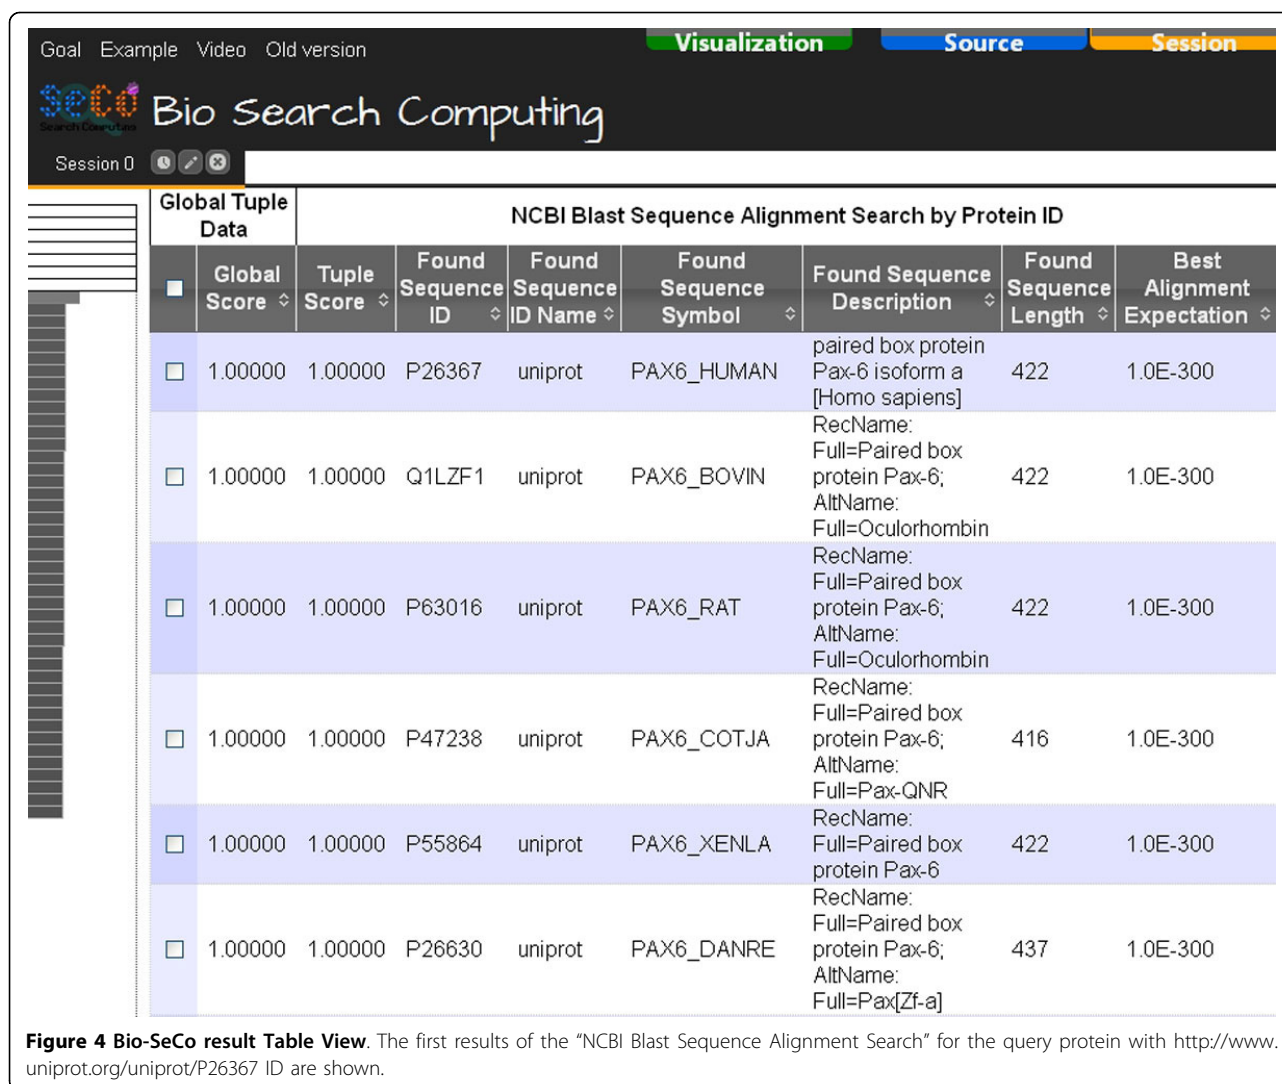 Goal Example Video Old version Visualization Source Session
SeCo Bio Search Computing
Search Computing
Session 0
Global Tuple Data NCBI Blast Sequence Alignment Search by Protein ID
Global Score Tuple Score Found Sequence ID Found Sequence ID Name Found Sequence Symbol Found Sequence Description Found Sequence Length Best Alignment Expectation
1.00000 1.00000 P26367 uniprot PAX6_HUMAN paired box protein Pax-6 isoform a [Homo sapiens] 422 1.0E-300
1.00000 1.00000 Q1LZF1 uniprot PAX6_BOVIN RecName: Full=Paired box protein Pax-6; AltName: Full=Oculorhombin 422 1.0E-300
1.00000 1.00000 P63016 uniprot PAX6_RAT RecName: Full=Paired box protein Pax-6; AltName: Full=Oculorhombin 422 1.0E-300
1.00000 1.00000 P47238 uniprot PAX6_COTJA RecName: Full=Paired box protein Pax-6; AltName: Full=Pax-QNR 416 1.0E-300
1.00000 1.00000 P55864 uniprot PAX6_XENLA RecName: Full=Paired box protein Pax-6 422 1.0E-300
1.00000 1.00000 P26630 uniprot PAX6_DANRE RecName: Full=Paired box protein Pax-6; AltName: Full=Pax[Zf-a] 437 1.0E-300
Figure 4 Bio-SeCo result Table View. The first results of the “NCBI Blast Sequence Alignment Search” for the query protein with http://www.
uniprot.org/uniprot/P26367 ID are shown.